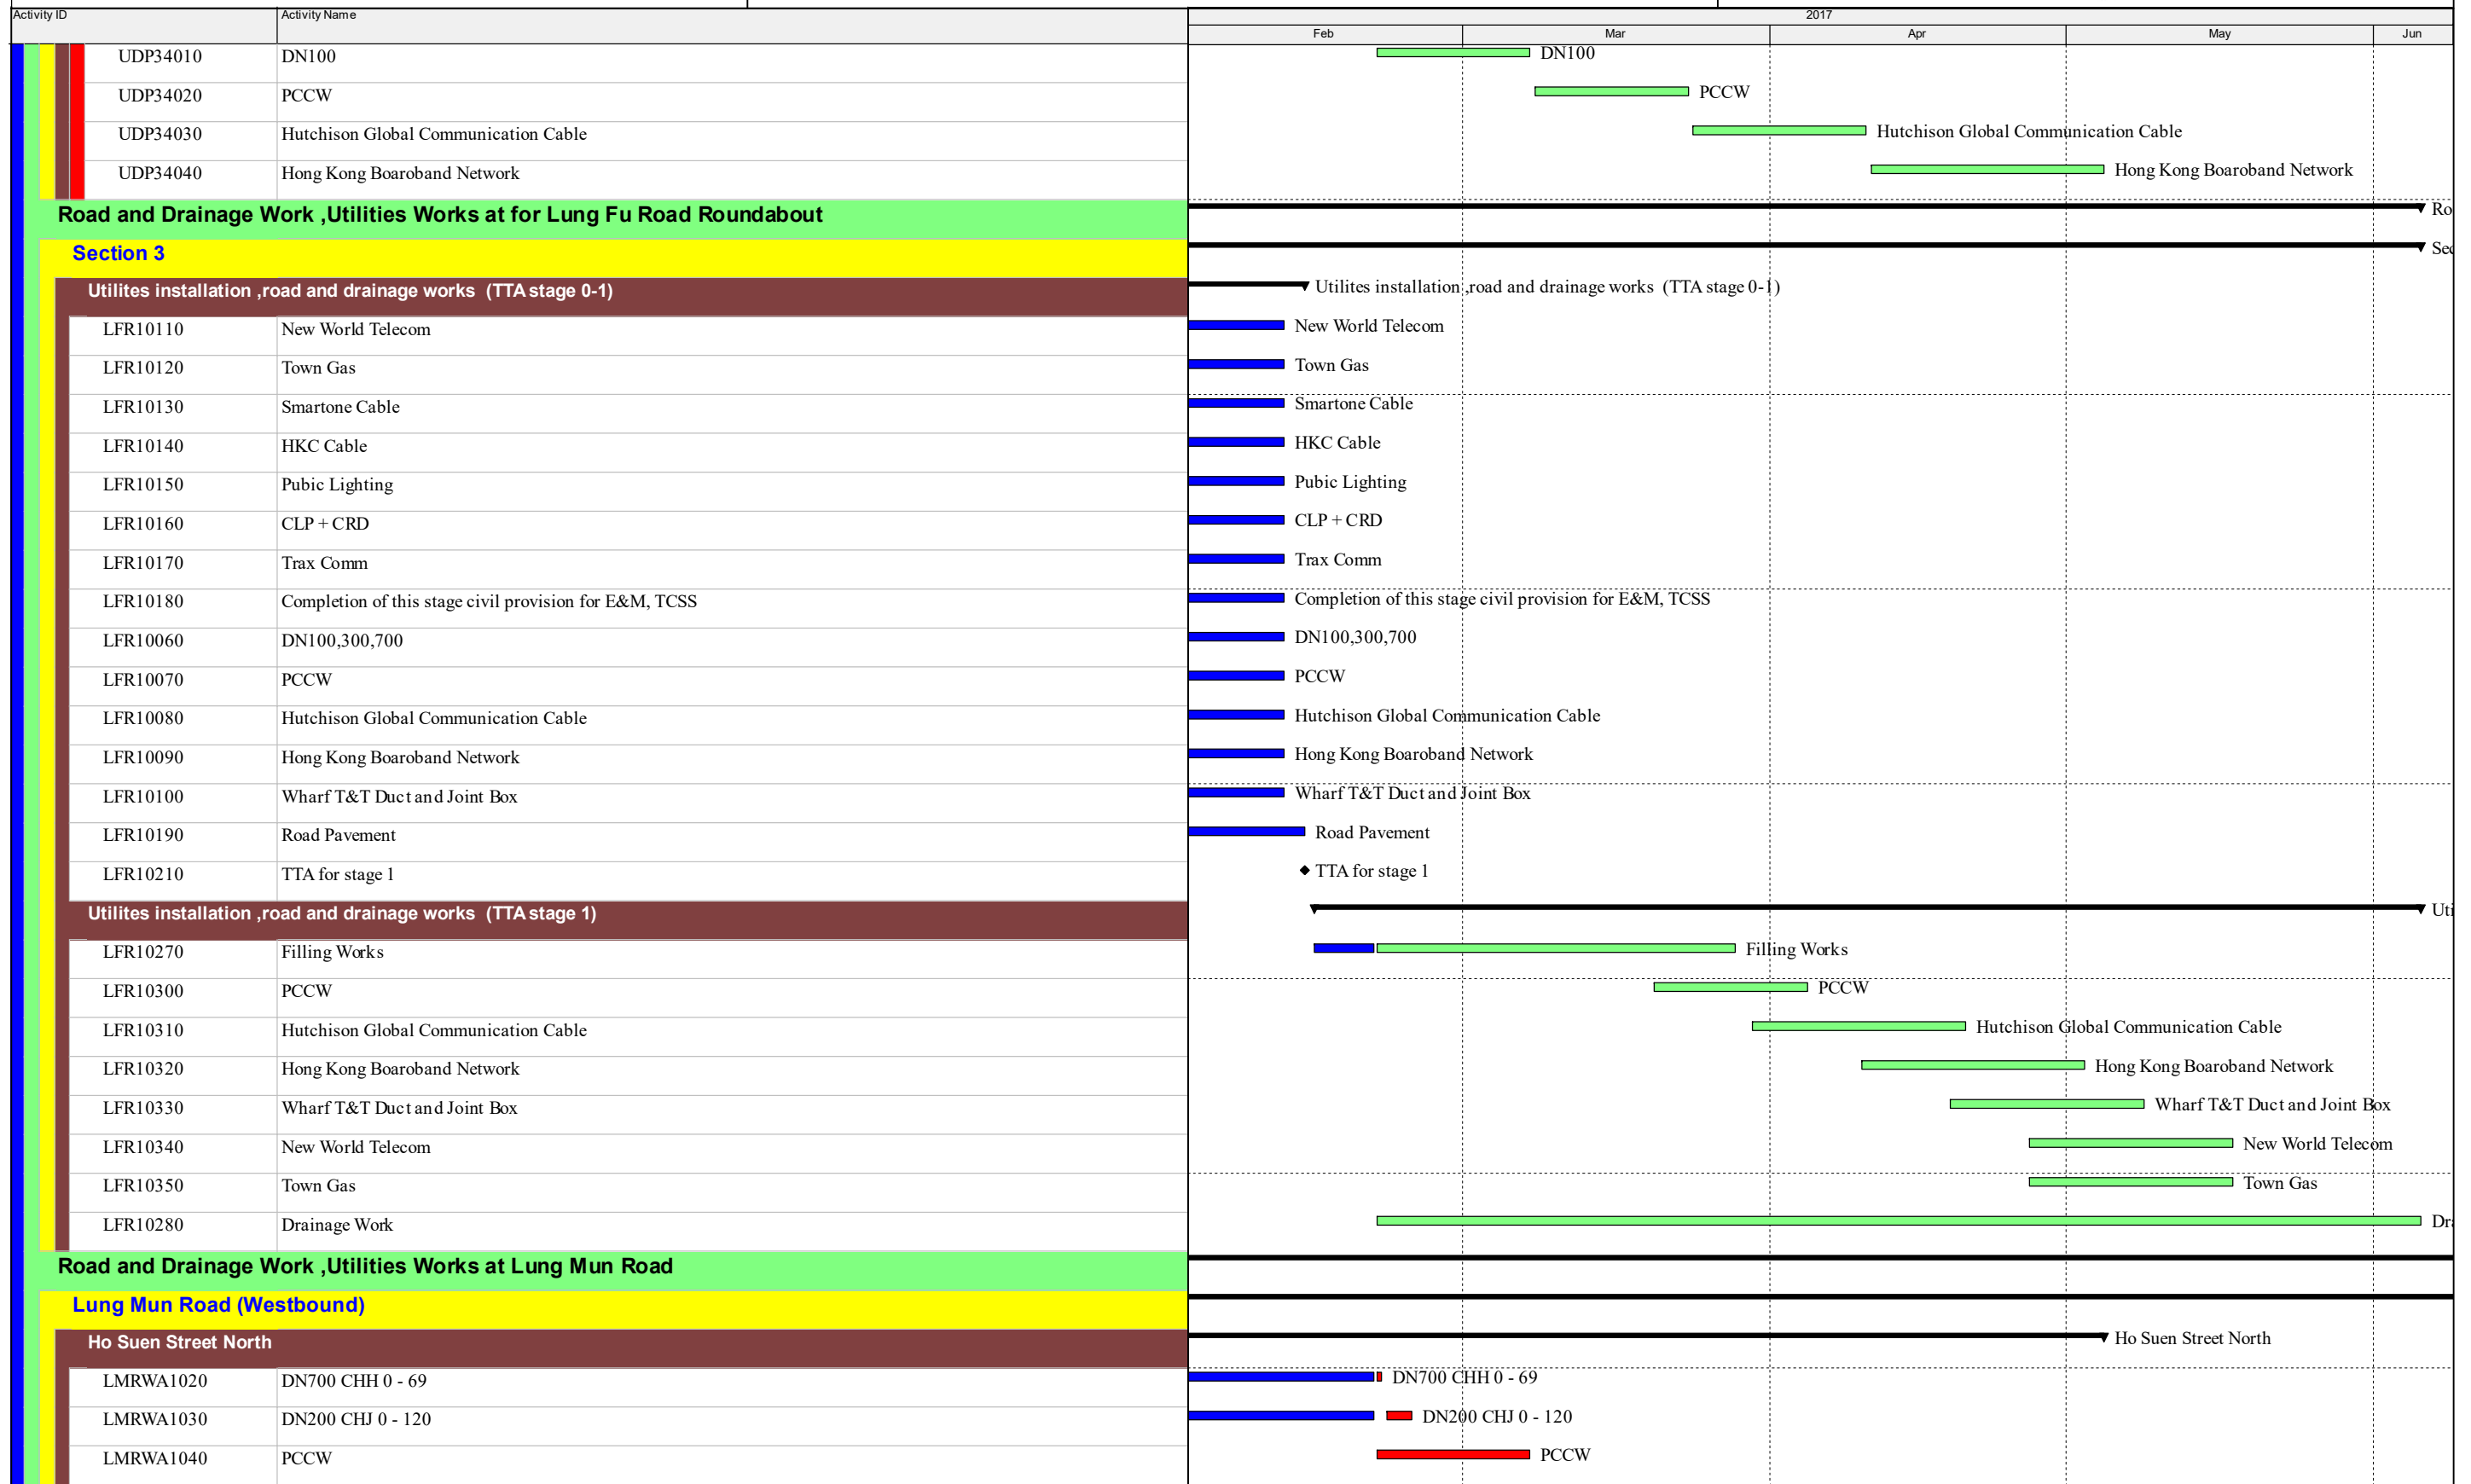 Activity ID Activity Name 2017
Feb Mar Apr May Jun
UDP34010 DN100 DN100
UDP34020 PCCW PCCW
UDP34030 Hutchison Global Communication Cable Hutchison Global Communication Cable
UDP34040 Hong Kong Boaroband Network Hong Kong Boaroband Network
Road and Drainage Work ,Utilities Works at for Lung Fu Road Roundabout Ro
Section 3 Sec
Utilites installation ,road and drainage works (TTA stage 0-1) Utilites installation ,road and drainage works (TTA stage 0-1)
LFR10110 New World Telecom New World Telecom
LFR10120 Town Gas Town Gas
LFR10130 Smartone Cable Smartone Cable
LFR10140 HKC Cable HKC Cable
LFR10150 Pubic Lighting Pubic Lighting
LFR10160 CLP + CRD CLP + CRD
LFR10170 Trax Comm Trax Comm
LFR10180 Completion of this stage civil provision for E&M, TCSS Completion of this stage civil provision for E&M, TCSS
LFR10060 DN100,300,700 DN100,300,700
LFR10070 PCCW PCCW
LFR10080 Hutchison Global Communication Cable Hutchison Global Communication Cable
LFR10090 Hong Kong Boaroband Network Hong Kong Boaroband Network
LFR10100 Wharf T&T Duct and Joint Box Wharf T&T Duct and Joint Box
LFR10190 Road Pavement Road Pavement
LFR10210 TTA for stage 1 TTA for stage 1
Utilites installation ,road and drainage works (TTA stage 1) Uti
LFR10270 Filling Works Filling Works
LFR10300 PCCW PCCW
LFR10310 Hutchison Global Communication Cable Hutchison Global Communication Cable
LFR10320 Hong Kong Boaroband Network Hong Kong Boaroband Network
LFR10330 Wharf T&T Duct and Joint Box Wharf T&T Duct and Joint Box
LFR10340 New World Telecom New World Telecom
LFR10350 Town Gas Town Gas
LFR10280 Drainage Work Dra
Road and Drainage Work ,Utilities Works at Lung Mun Road
Lung Mun Road (Westbound)
Ho Suen Street North Ho Suen Street North
LMRWA1020 DN700 CHH 0 - 69 DN700 CHH 0 - 69
LMRWA1030 DN200 CHJ 0 - 120 DN200 CHJ 0 - 120
LMRWA1040 PCCW PCCW